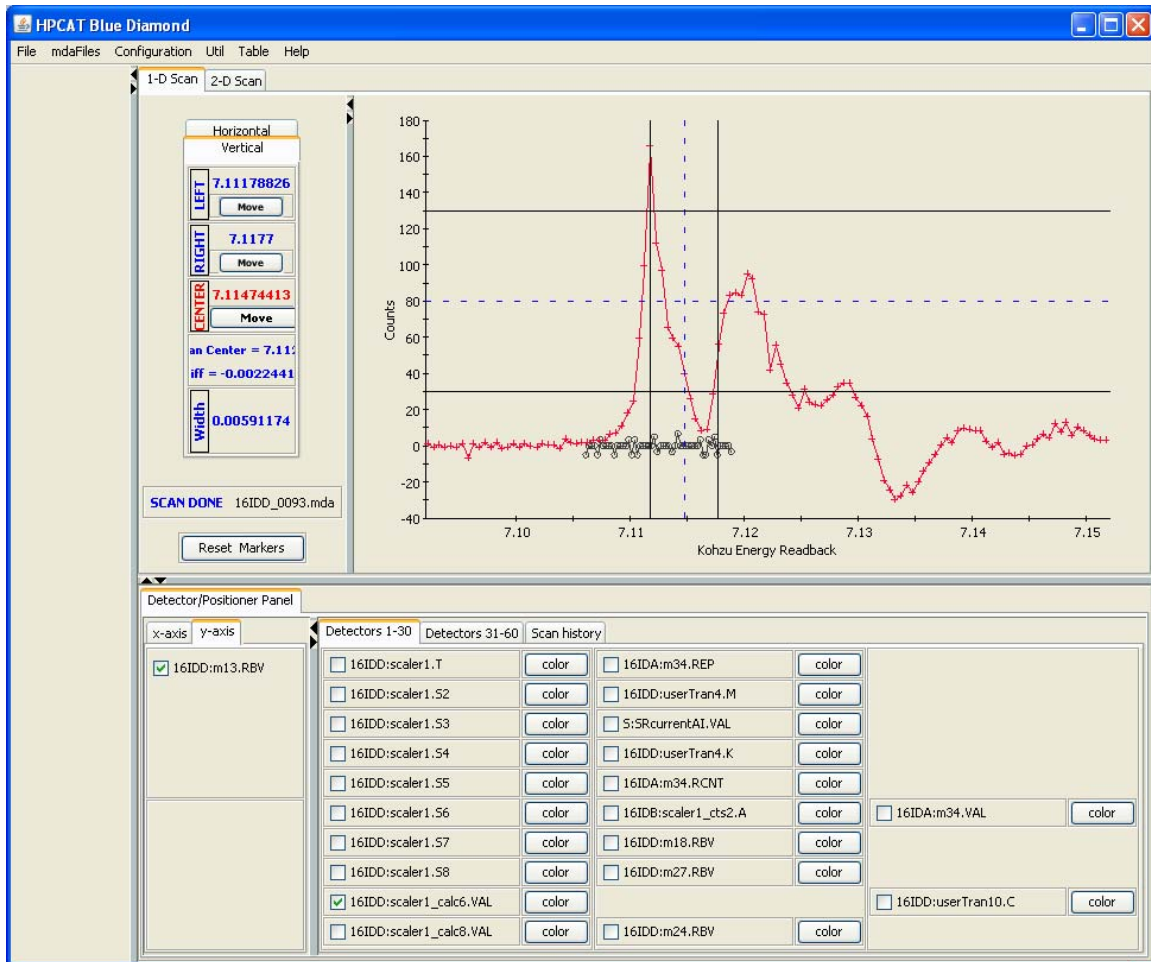 HPCAT Blue Diamond
File mdaFiles Configuration Util Table Help
1-D Scan 2-D Scan
Horizontal
Vertical
LEFT 7.11178826
Move
RIGHT 7.1177
Move
CENTER 7.11474413
Move
an Center = 7.11
iff = -0.0022441
Width 0.00591174
SCAN DONE 16IDD_0093.mda
Reset Markers
180
160
140
120
100
80
60
40
20
0
-20
-40
Counts
7.10 7.11 7.12 7.13 7.14 7.15
Kohzu Energy Readback
Detector/Positioner Panel
x-axis y-axis
16IDD:m13.RBV
Detectors 1-30 Detectors 31-60 Scan history
16IDD:scaler1.T color 16IDA:m34.REP color
16IDD:scaler1.S2 color 16IDD:userTran4.M color
16IDD:scaler1.S3 color S:SRcurrentAI.VAL color
16IDD:scaler1.S4 color 16IDD:userTran4.K color
16IDD:scaler1.S5 color 16IDA:m34.RCNT color
16IDD:scaler1.S6 color 16IDB:scaler1_cts2.A color 16IDA:m34.VAL color
16IDD:scaler1.S7 color 16IDD:m18.RBV color
16IDD:scaler1.S8 color 16IDD:m27.RBV color
16IDD:scaler1_calc6.VAL color 16IDD:userTran10.C color
16IDD:scaler1_calc8.VAL color 16IDD:m24.RBV color